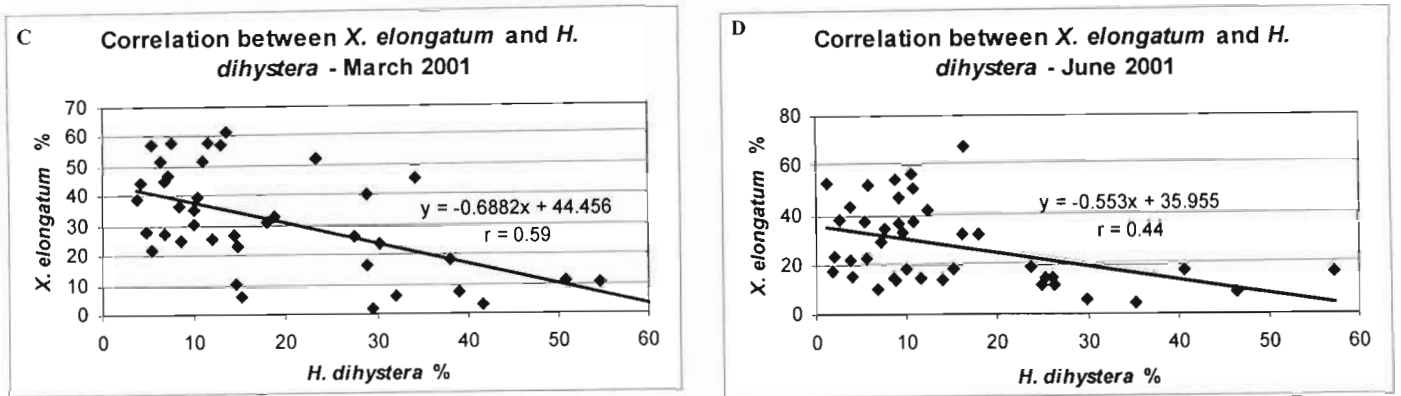 C
Correlation between X. elongatum and H.
dihystera - March 2001
X. elongatum %
70
60
50
40
30
20
10
0
y = -0.6882x + 44.456
r = 0.59
0 10 20 30 40 50 60
H. dihystera %
D
Correlation between X. elongatum and H.
dihystera - June 2001
X. elongatum %
80
60
40
20
0
y = -0.553x + 35.955
r = 0.44
0 10 20 30 40 50 60
H. dihystera %